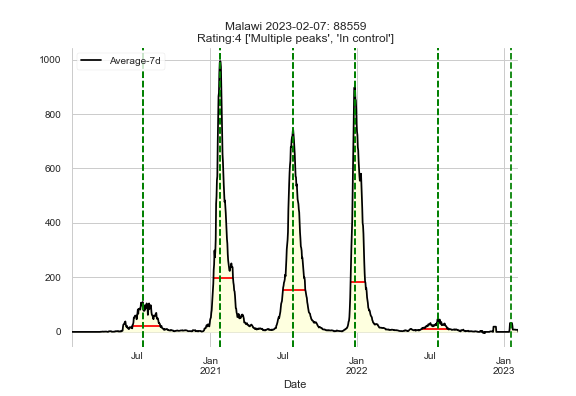 Malawi 2023-02-07: 88559
Rating:4 ['Multiple peaks', 'In control']
Average-7d
1000
800
600
400
200
0
Jul
Jan
2021
Jul
Jan
2022
Jul
Jan
2023
Date